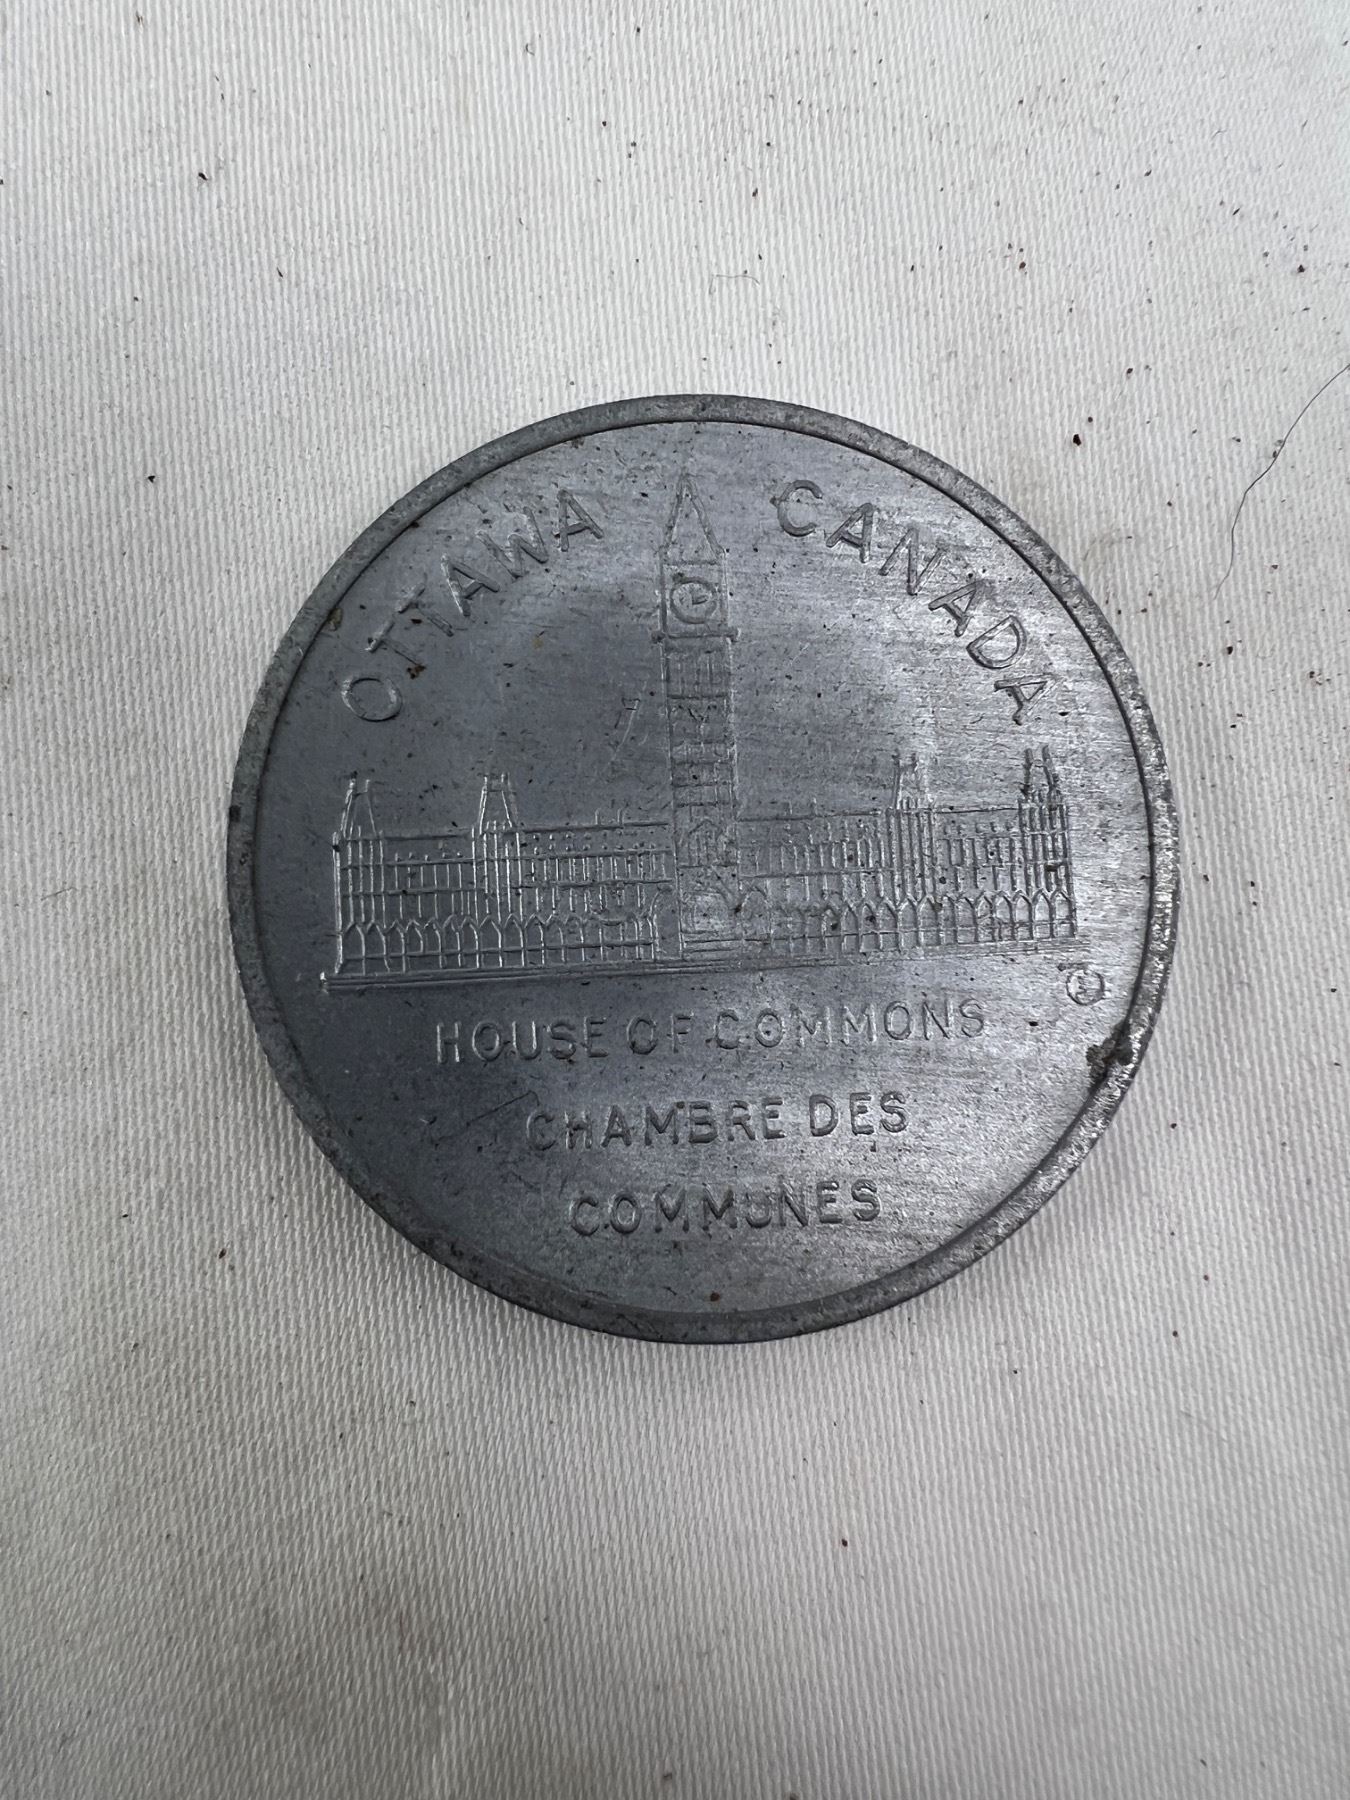 OTTAWA CANADA
HOUSE OF COMMONS
CHAMBRE DES
COMMUNES